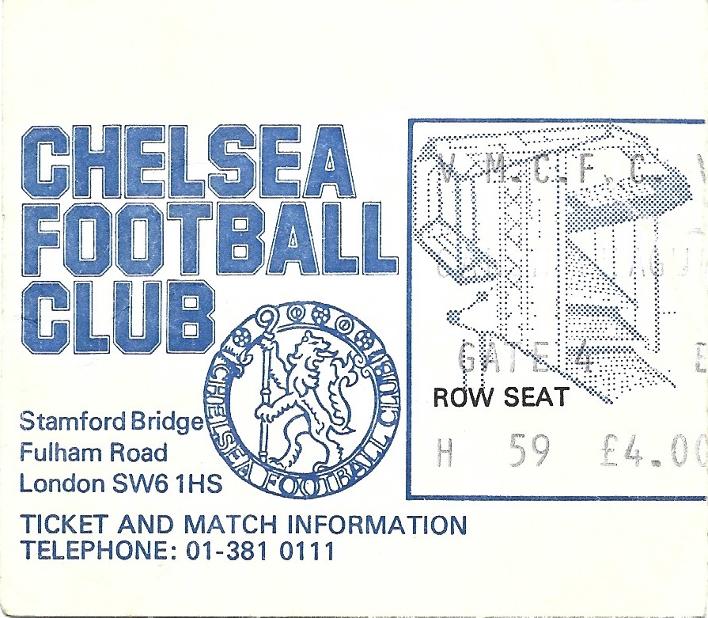 CHELSEA
FOOTBALL
CLUB
CHELSEA FOOTBALL CLUB
Stamford Bridge
Fulham Road
London SW6 1HS
TICKET AND MATCH INFORMATION
TELEPHONE: 01-381 0111
V M.C.F.C.
GATE 4 E
ROW SEAT
H 59 £4.00